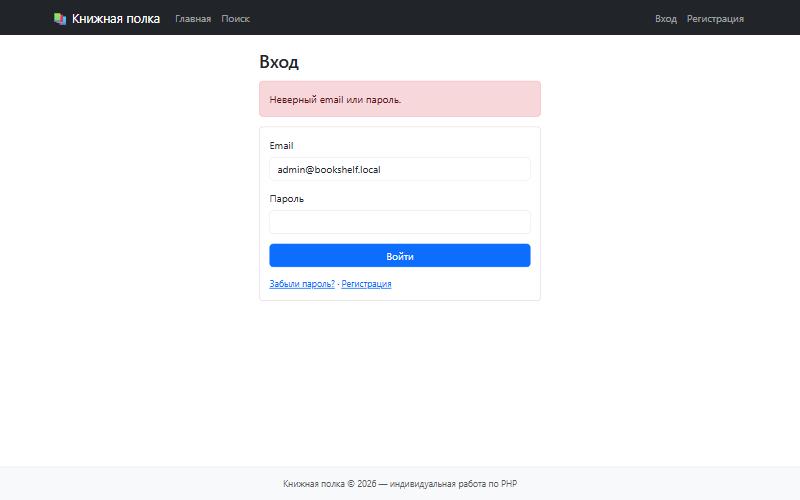 Книжная полка Главная Поиск Вход Регистрация
Вход
Неверный email или пароль.
Email
admin@bookshelf.local
Пароль
Войти
Забыли пароль? · Регистрация
Книжная полка © 2026 — индивидуальная работа по PHP